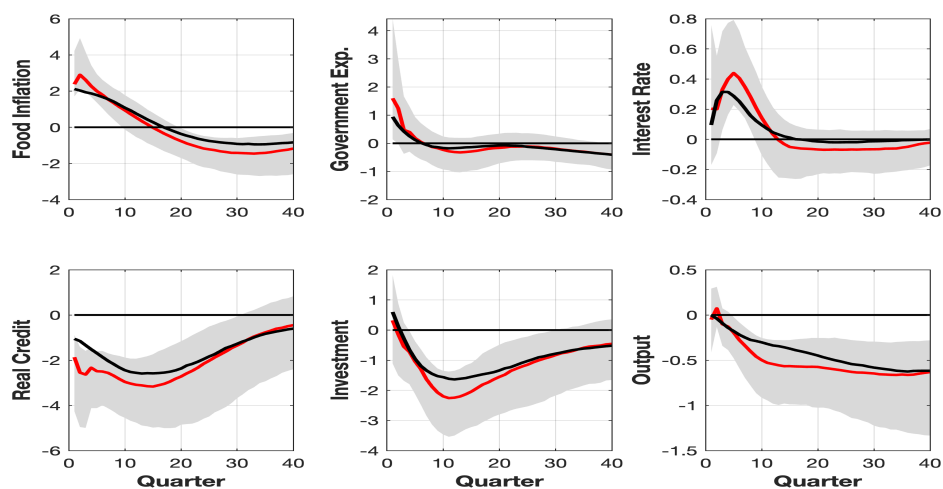 Food Inflation
6
4
2
0
-2
-4
0 10 20 30 40
Government Exp.
4
2
0
-2
0 10 20 30 40
Interest Rate
0.8
0.6
0.4
0.2
0
0.2
0.4
0 10 20 30 40
Real Credit
2
0
-2
-4
-6
0 10 20 30 40
Quarter
Investment
2
1
0
-1
-2
-3
-4
0 10 20 30 40
Quarter
Output
0.5
0
-0.5
-1
-1.5
0 10 20 30 40
Quarter